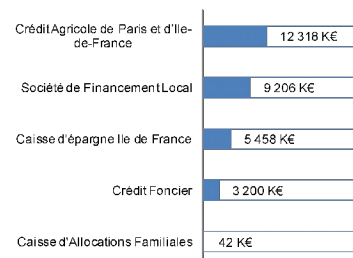 Crédit Agricole de Paris et d'Ile-
de-France
12 318 K€
Société de Financement Local
9 206 K€
Caisse d'épargne Ile de France
5 458 K€
Crédit Foncier
3 200 K€
Caisse d'Allocations Familiales
42 K€